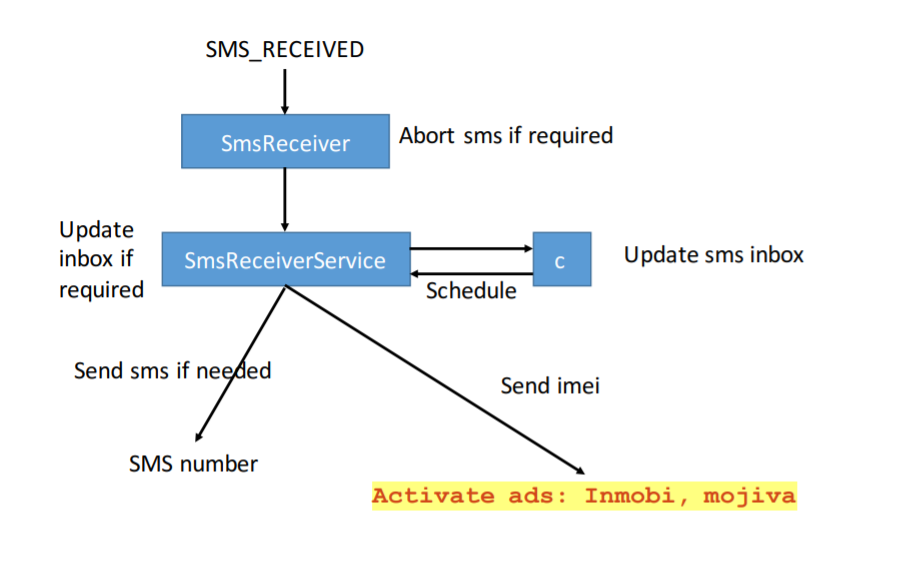 SMS_RECEIVED
SmsReceiver
Abort sms if required
Update
inbox if
required
SmsReceiverService
c
Update sms inbox
Schedule
Send sms if needed
Send imei
SMS number
Activate ads: Inmobi, mojiva